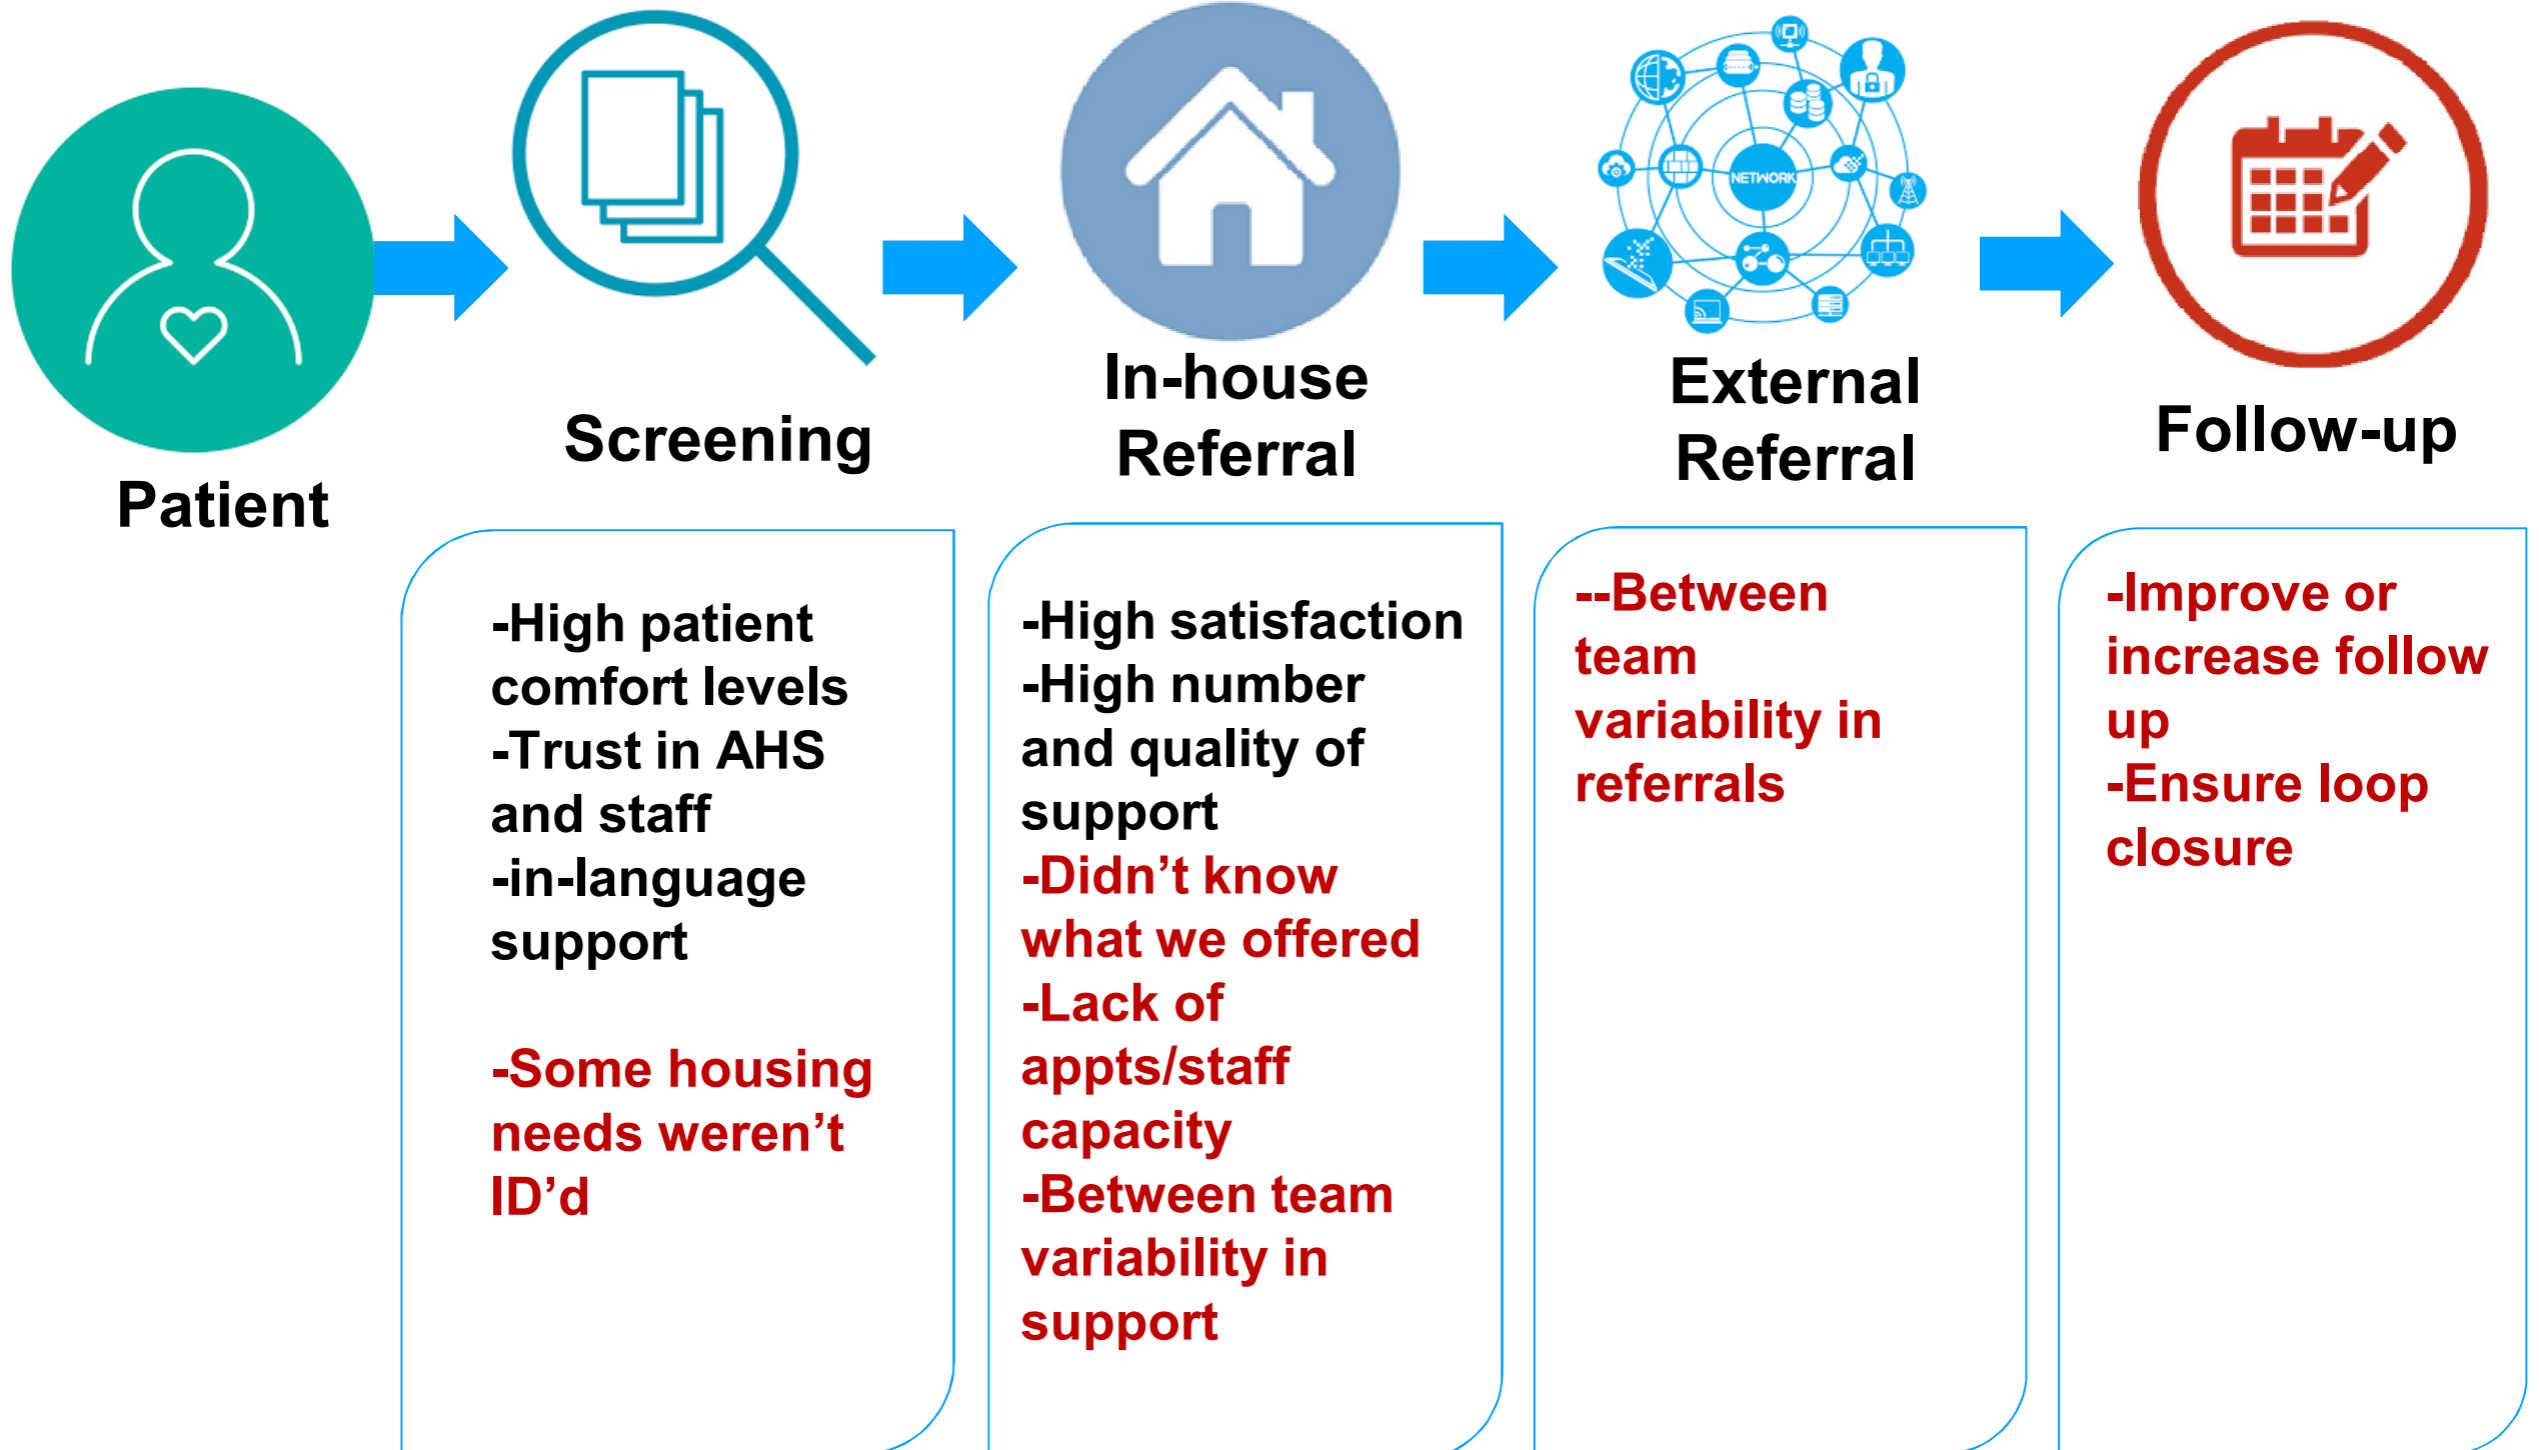 NETWORK
Patient
Screening
In-house
Referral
External
Referral
Follow-up
-High patient
comfort levels
-Trust in AHS
and staff
-in-language
support
-Some housing
needs weren’t
ID’d
-High satisfaction
-High number
and quality of
support
-Didn’t know
what we offered
-Lack of
appts/staff
capacity
-Between team
variability in
support
--Between
team
variability in
referrals
-Improve or
increase follow
up
-Ensure loop
closure